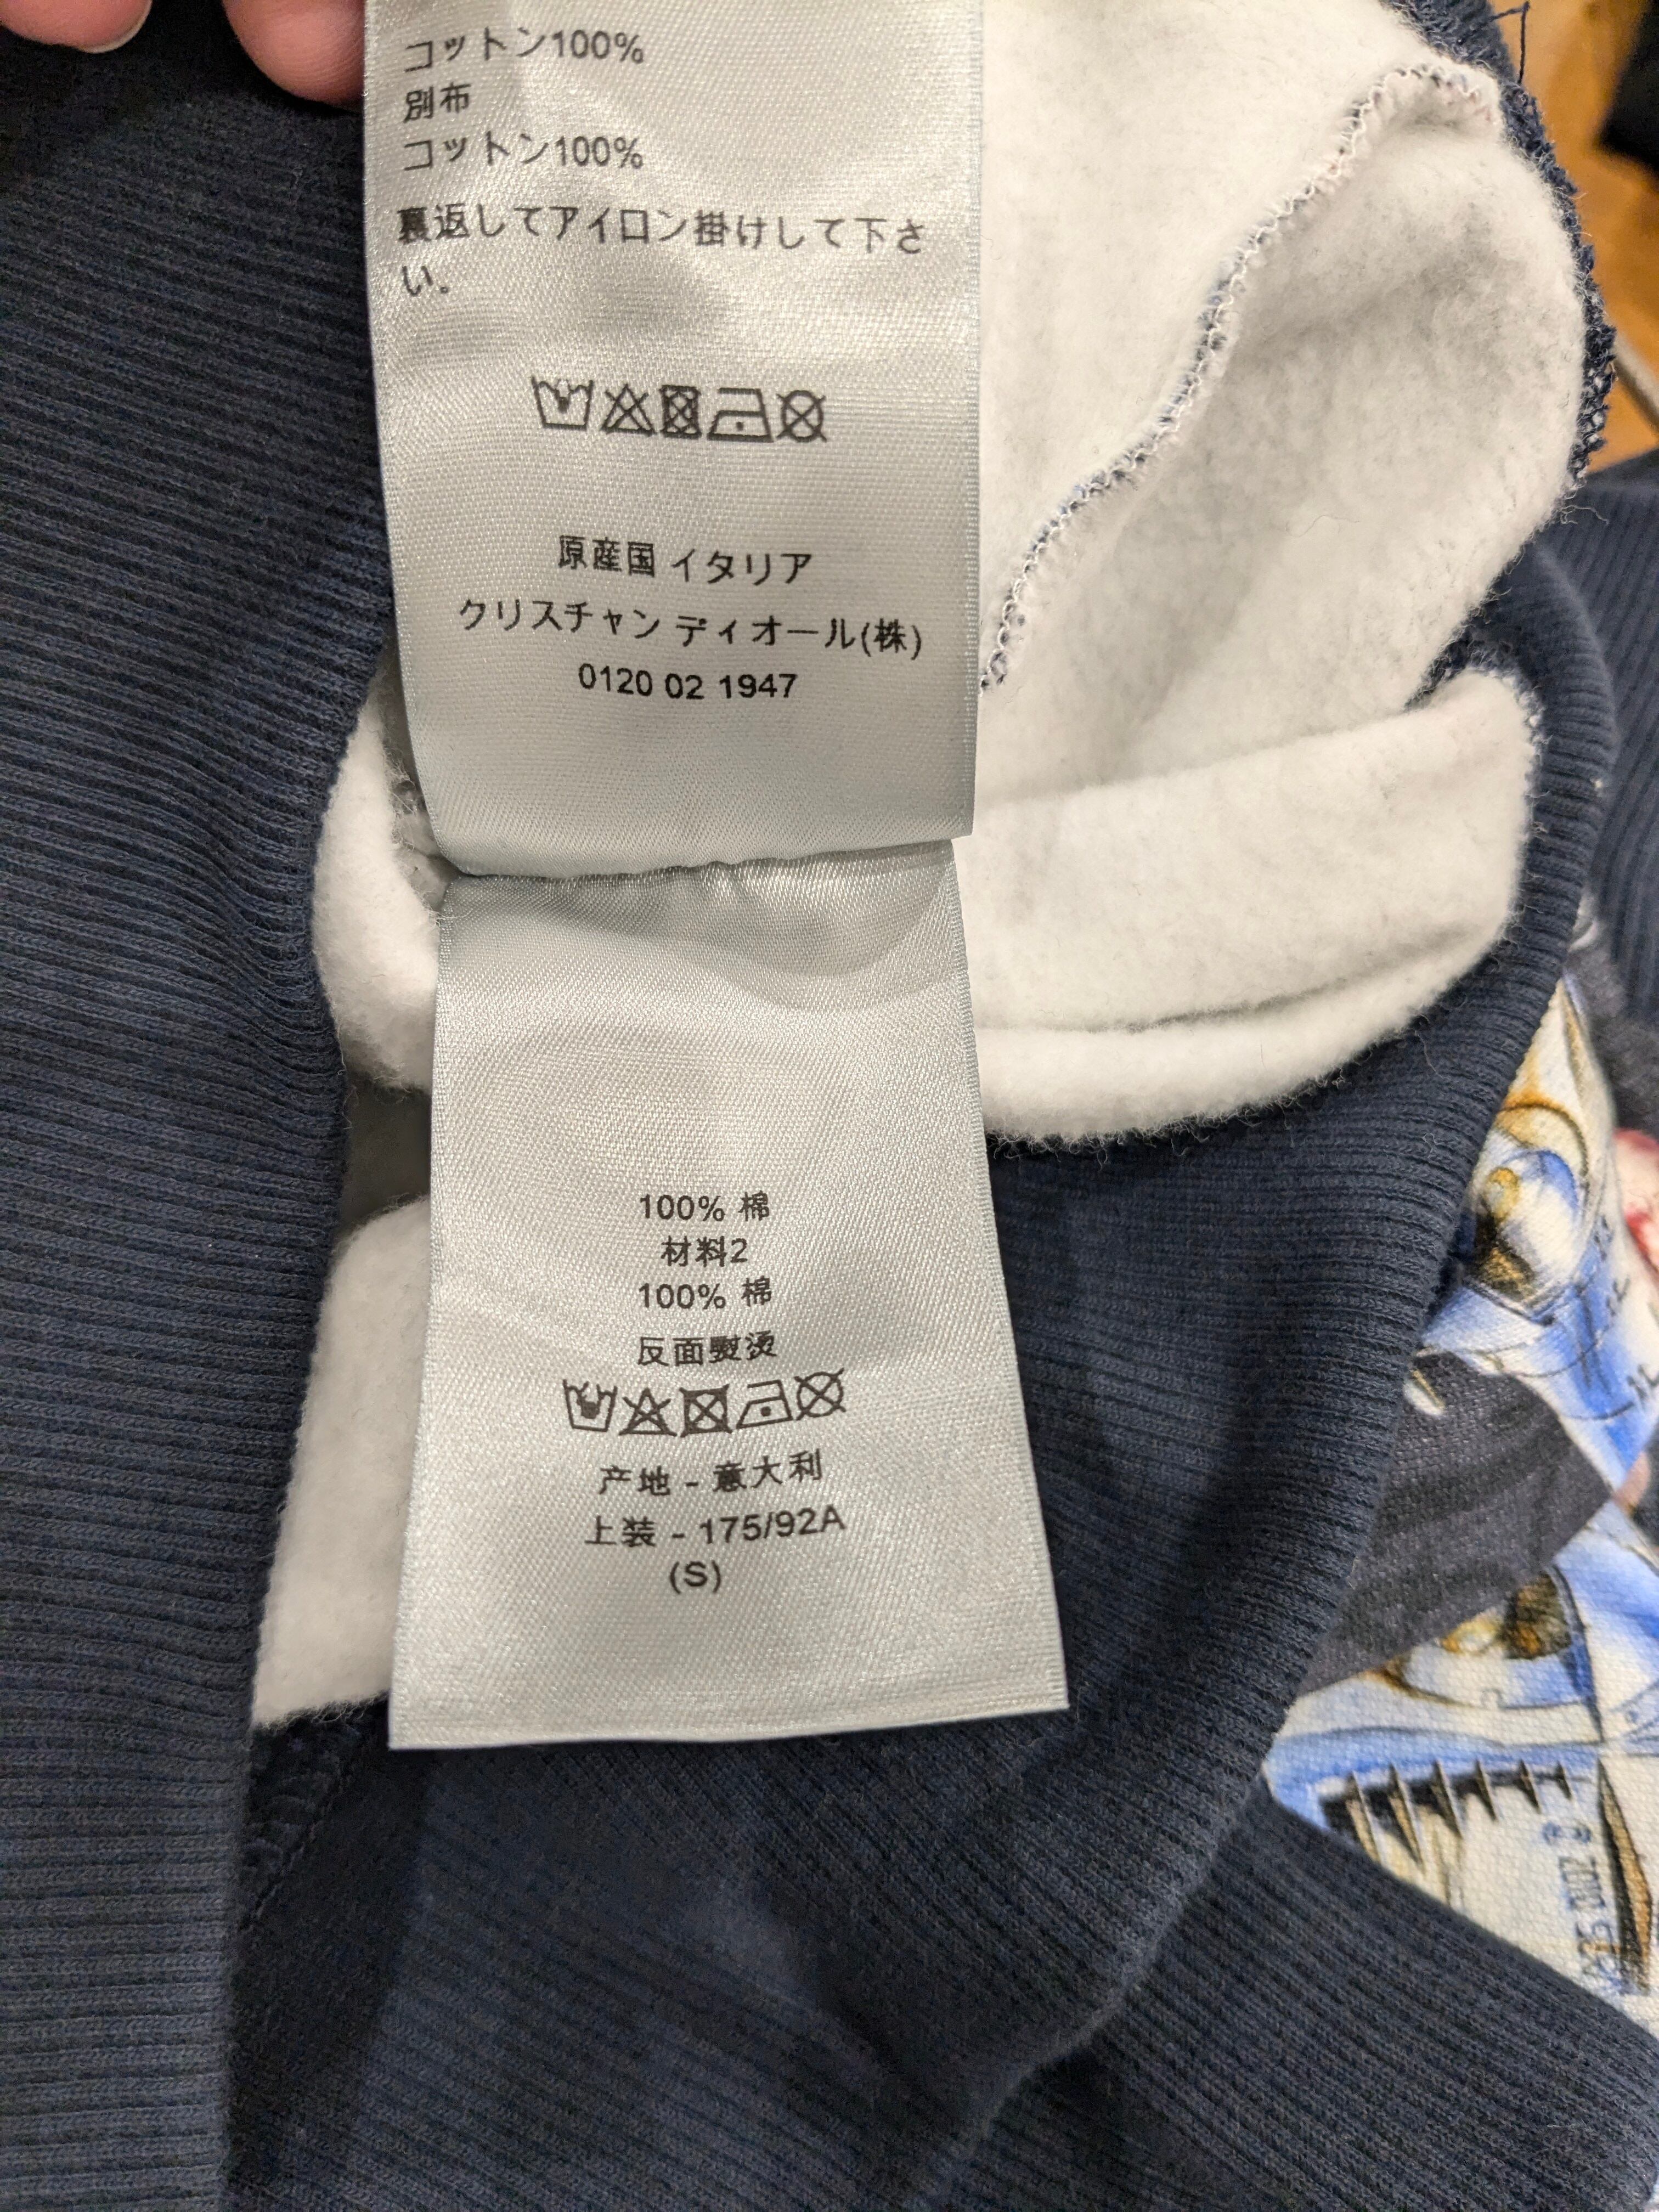 コットン100%
別布
コットン100%
裏返してアイロン掛けして下さ
い。
原産国 イタリア
クリスチャン ディオール(株)
0120 02 1947
100% 棉
材料2
100% 棉
反面熨烫
产地 - 意大利
上装 - 175/92A
(S)